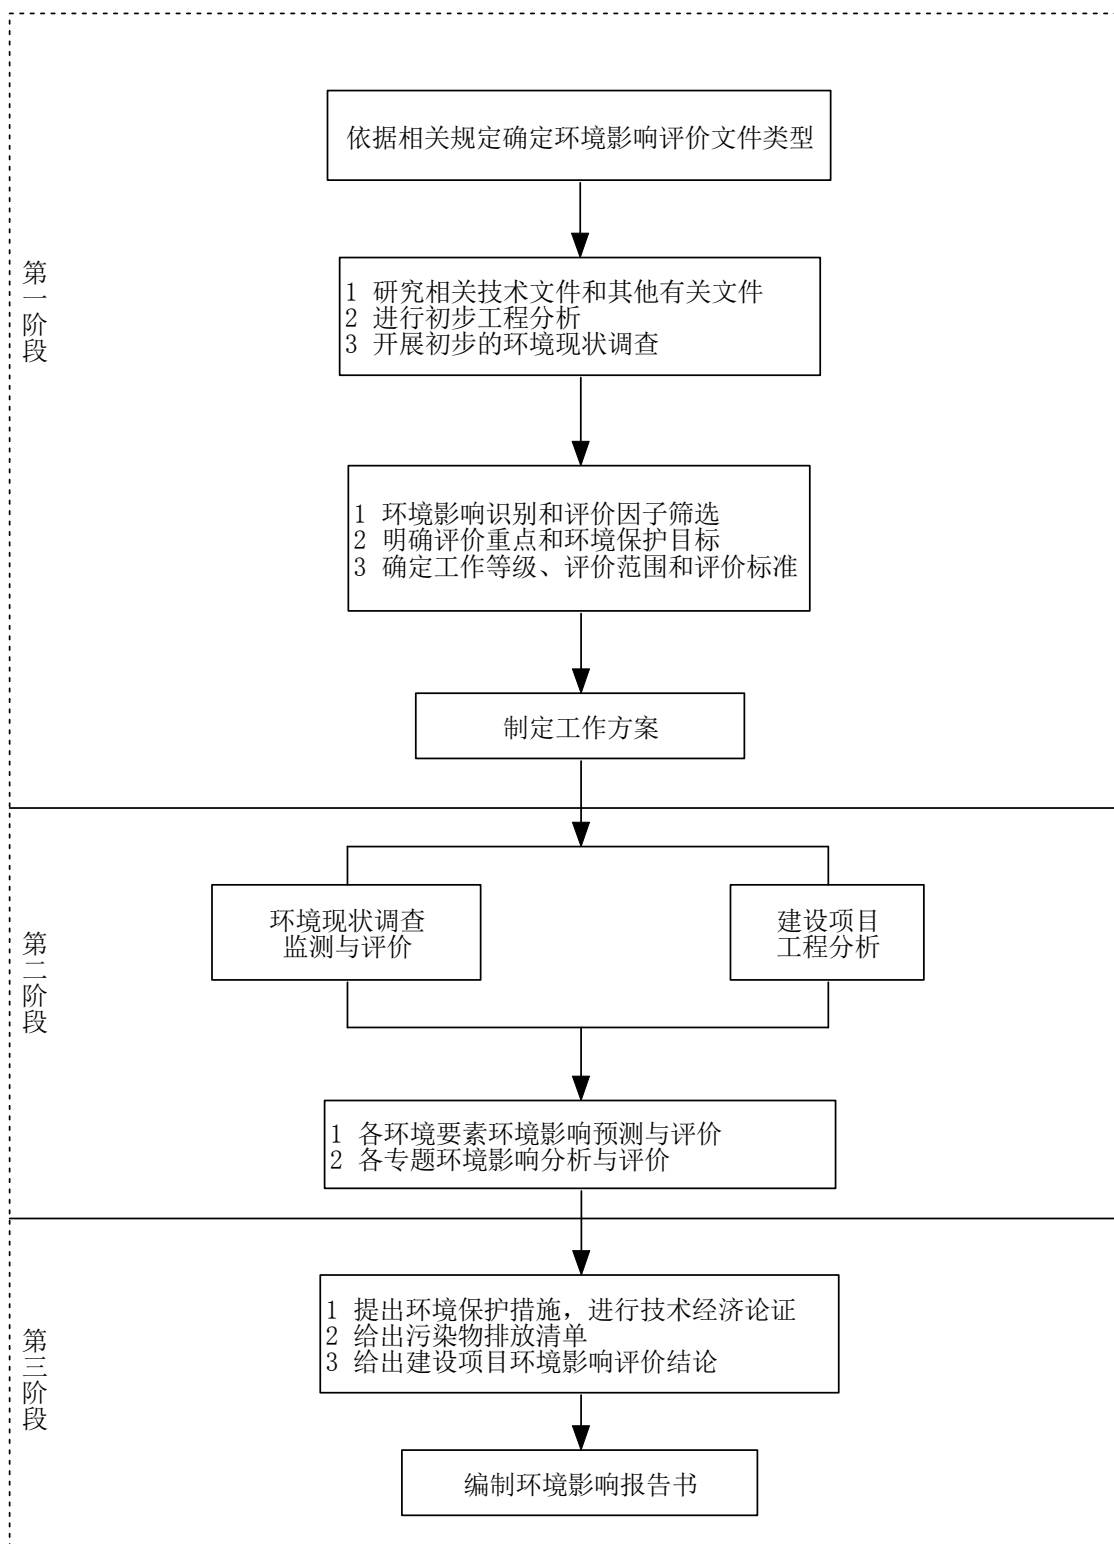 依据相关规定确定环境影响评价文件类型
第一阶段
1 研究相关技术文件和其他有关文件
2 进行初步工程分析
3 开展初步的环境现状调查
1 环境影响识别和评价因子筛选
2 明确评价重点和环境保护目标
3 确定工作等级、评价范围和评价标准
制定工作方案
第二阶段
环境现状调查
监测与评价
建设项目
工程分析
1 各环境要素环境影响预测与评价
2 各专题环境影响分析与评价
第三阶段
1 提出环境保护措施，进行技术经济论证
2 给出污染物排放清单
3 给出建设项目环境影响评价结论
编制环境影响报告书